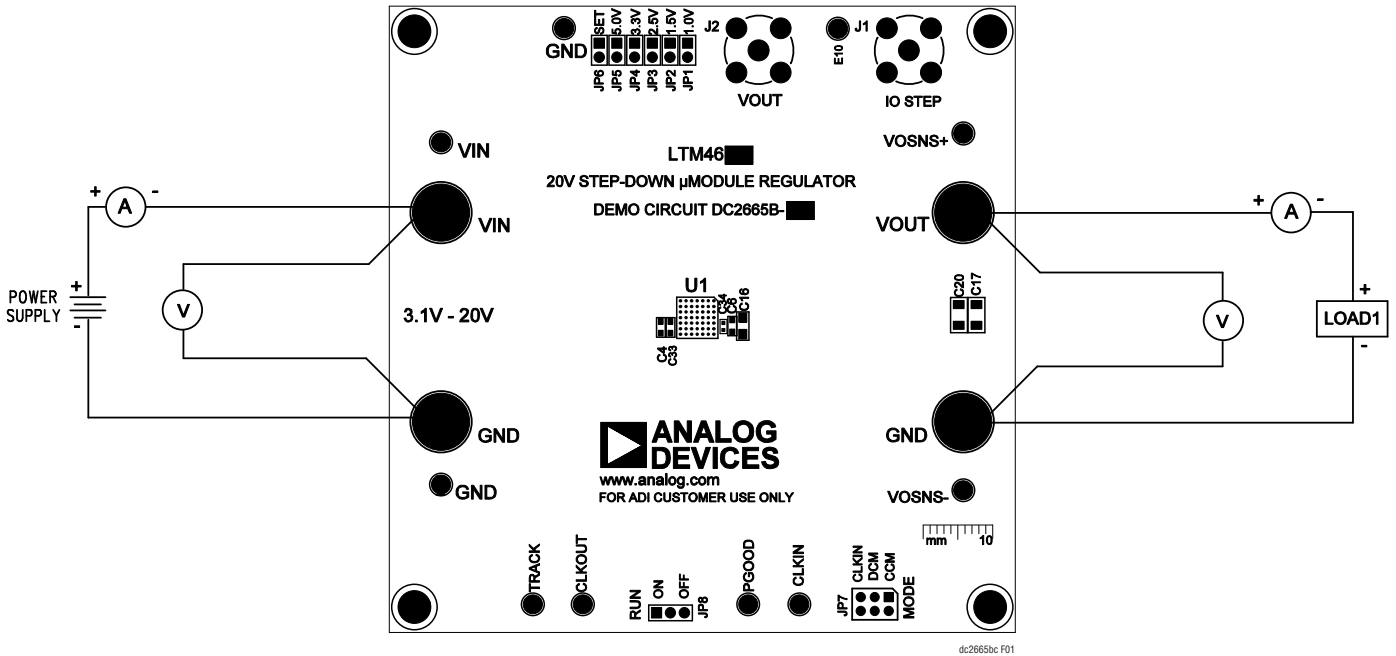 GND
SET
5.0V
3.3V
2.5V
1.5V
1.0V
JP6
JP5
JP4
JP3
JP2
JP1
J2
VOUT
E10
J1
IO STEP
VIN
VOSNS+
LTM46
20V STEP-DOWN µMODULE REGULATOR
DEMO CIRCUIT DC2665B-
+ A -
VIN
VOUT
+ A -
POWER
SUPPLY
+
-
V
3.1V - 20V
U1
C4
C33
C34
C6
C16
C20
C17
V
+
LOAD1
-
GND
ANALOG
DEVICES
www.analog.com
FOR ADI CUSTOMER USE ONLY
GND
GND
VOSNS-
mm 10
TRACK
CLKOUT
RUN
ON
OFF
JP8
PGOOD
CLKIN
JP7
CLKIN
DCM
CCM
MODE
dc2665bc F01